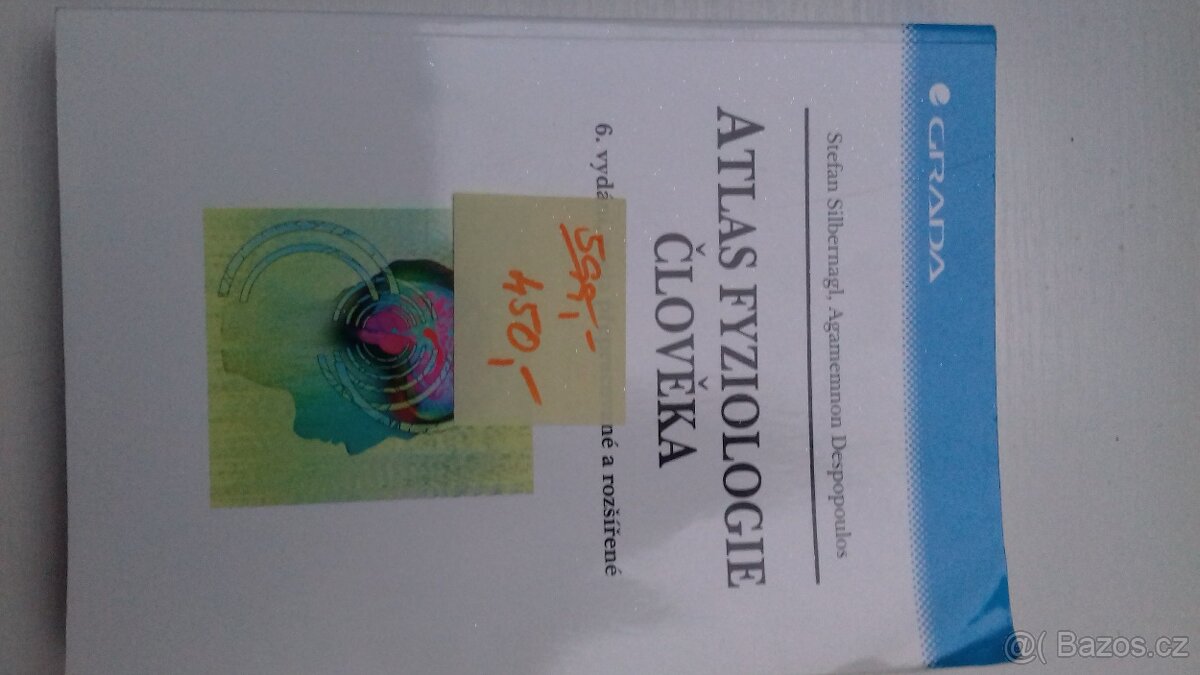 GRADA
Stefan Silbernagl, Agamemnon Despopoulos
ATLAS FYZIOLOGIE
ČLOVĚKA
6. vydá né a rozšířené
599,-
450,-
@( Bazos.cz